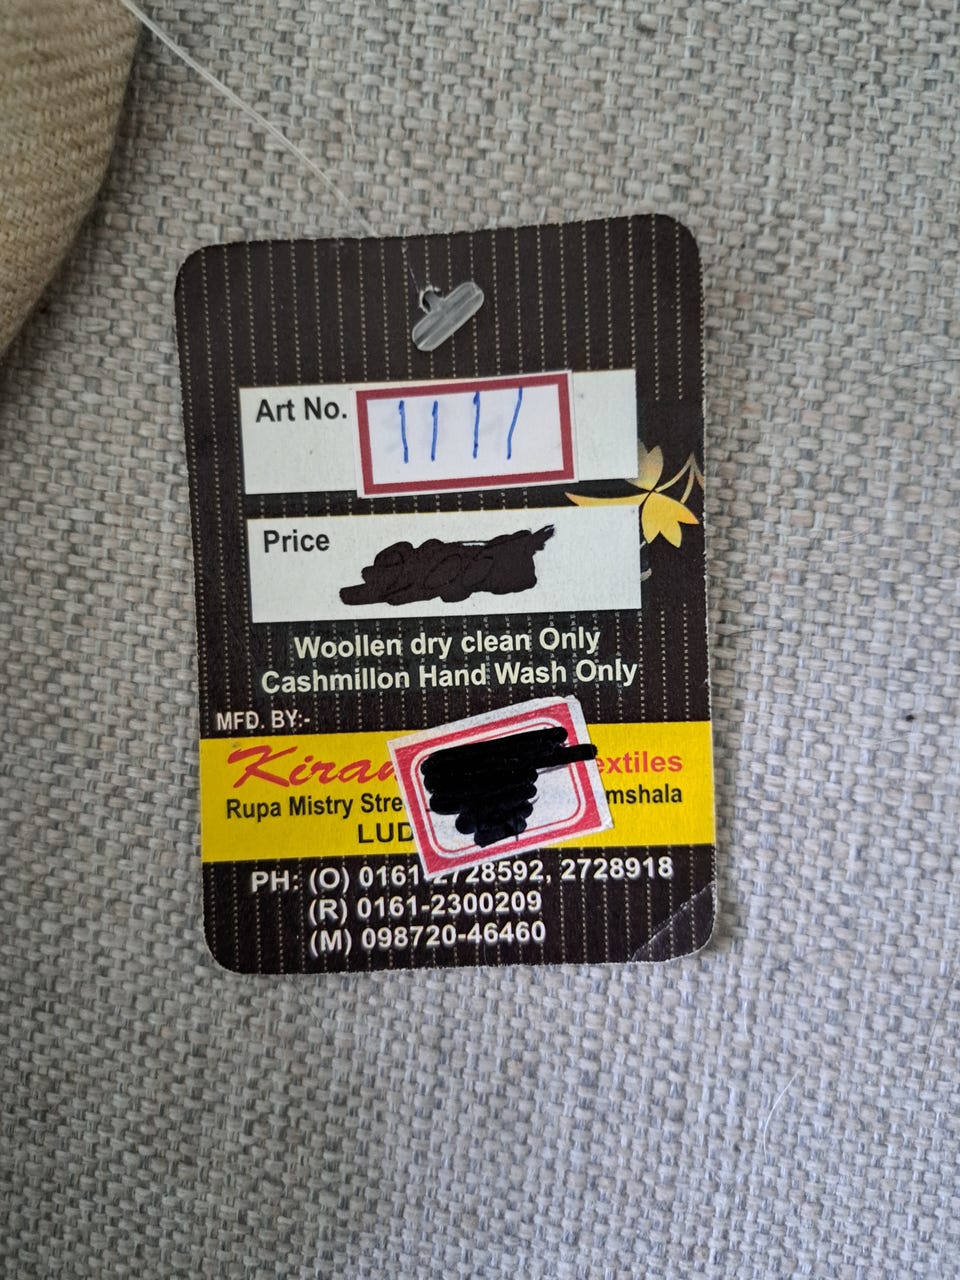 Art No. 1111
Price
Woollen dry clean Only
Cashmillon Hand Wash Only
MFD. BY:-
Kiran extiles
Rupa Mistry Stre mshala
LUD
PH: (O) 0161-2728592, 2728918
(R) 0161-2300209
(M) 098720-46460